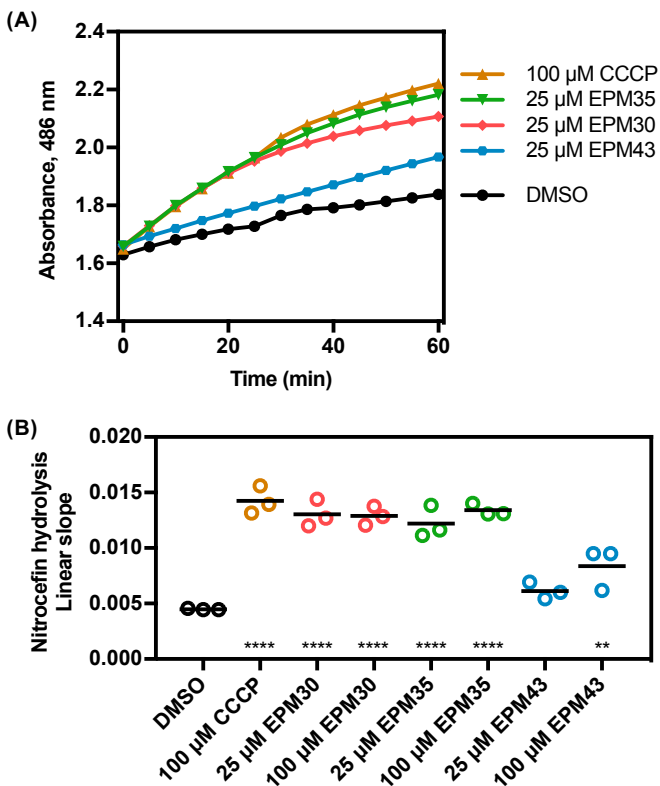 (A)
Absorbance, 486 nm
2.4
2.2
2.0
1.8
1.6
1.4
0
20
40
60
Time (min)
100 µM CCCP
25 µM EPM35
25 µM EPM30
25 µM EPM43
DMSO
(B)
Nitrocefin hydrolysis
Linear slope
0.020
0.015
0.010
0.005
0.000
****
****
****
****
****
**
DMSO
100 µM CCCP
25 µM EPM30
100 µM EPM30
25 µM EPM35
100 µM EPM35
25 µM EPM43
100 µM EPM43